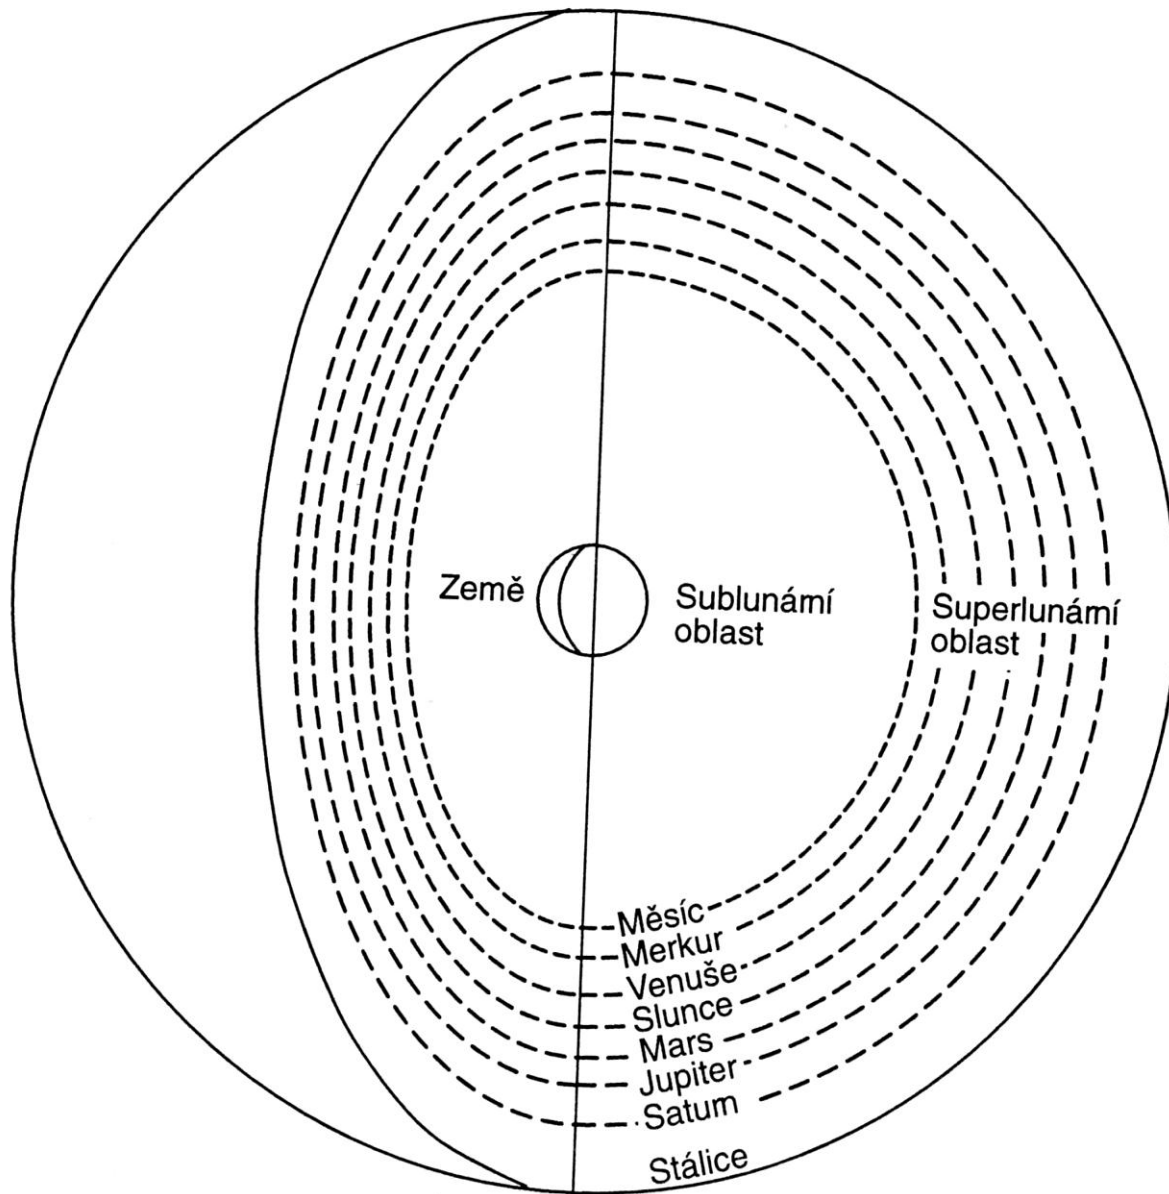 Země
Sublunární
oblast
Superlunární
oblast
Měsíc
Merkur
Venuše
Slunce
Mars
Jupiter
Saturn
Stálice